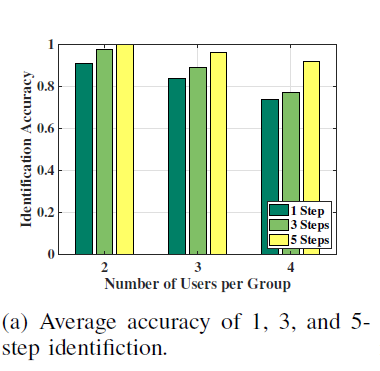 1
0.8
0.6
0.4
0.2
0
Identification Accuracy
1 Step
3 Steps
5 Steps
2 3 4
Number of Users per Group
(a) Average accuracy of 1, 3, and 5-
step identifiction.